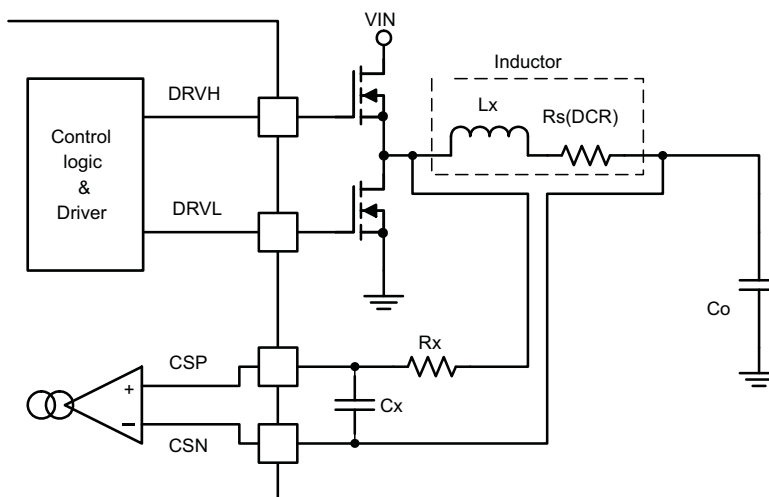 VIN
Inductor
DRVH
Lx
Rs(DCR)
Control
logic
&
Driver
DRVL
Co
Rx
CSP
+
Cx
−
CSN